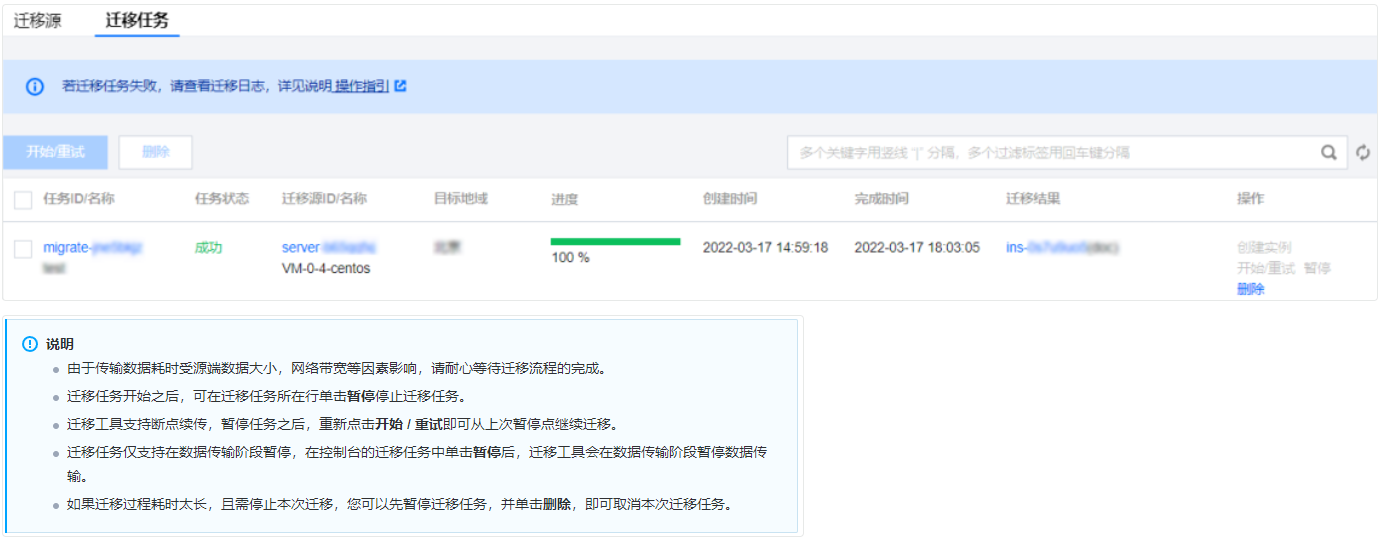 迁移源 迁移任务
若迁移任务失败，请查看迁移日志，详见说明 操作指引
开始/重试 删除 多个关键字用竖线 "|" 分隔，多个过滤标签用回车键分隔
任务ID/名称 任务状态 迁移源ID/名称 目标地域 进度 创建时间 完成时间 迁移结果 操作
migrate- 成功 server 100 % 2022-03-17 14:59:18 2022-03-17 18:03:05 ins- 创建实例
VM-0-4-centos 开始/重试 暂停
删除
说明
由于传输数据耗时受源端数据大小，网络带宽等因素影响，请耐心等待迁移流程的完成。
迁移任务开始之后，可在迁移任务所在行单击暂停停止迁移任务。
迁移工具支持断点续传，暂停任务之后，重新点击开始 / 重试即可从上次暂停点继续迁移。
迁移任务仅支持在数据传输阶段暂停，在控制台的迁移任务中单击暂停后，迁移工具会在数据传输阶段暂停数据传
输。
如果迁移过程耗时太长，且需停止本次迁移，您可以先暂停迁移任务，并单击删除，即可取消本次迁移任务。